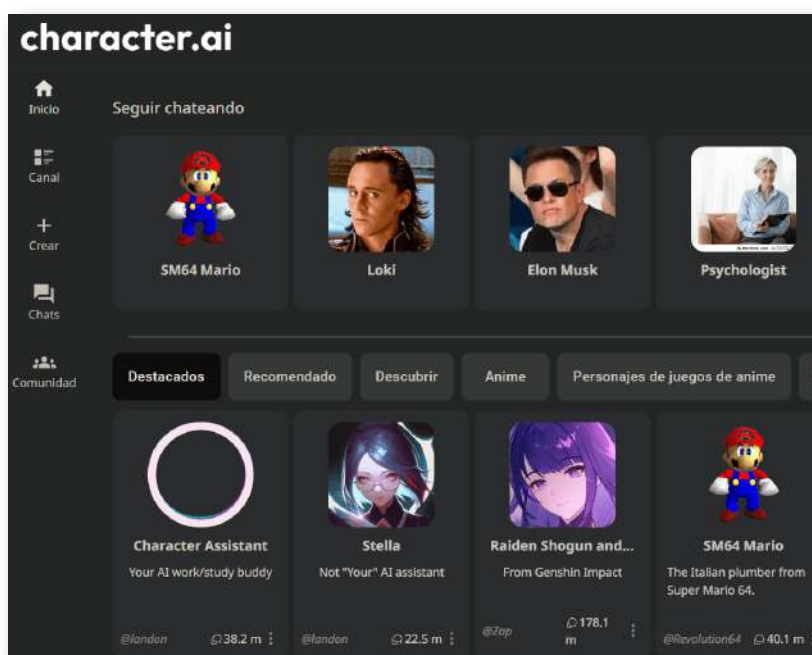 character.ai
Inicio
Canal
Crear
Chats
Comunidad
Seguir chateando
SM64 Mario
Loki
Elon Musk
Psychologist
Destacados
Recomendado
Descubrir
Anime
Personajes de juegos de anime
Character Assistant
Your AI work/study buddy
@landon
38.2 m
Stella
Not "Your" AI assistant
@landon
22.5 m
Raiden Shogun and...
From Genshin Impact
@Zap
178.1
m
SM64 Mario
The Italian plumber from
Super Mario 64.
@Revolution64
40.1 m